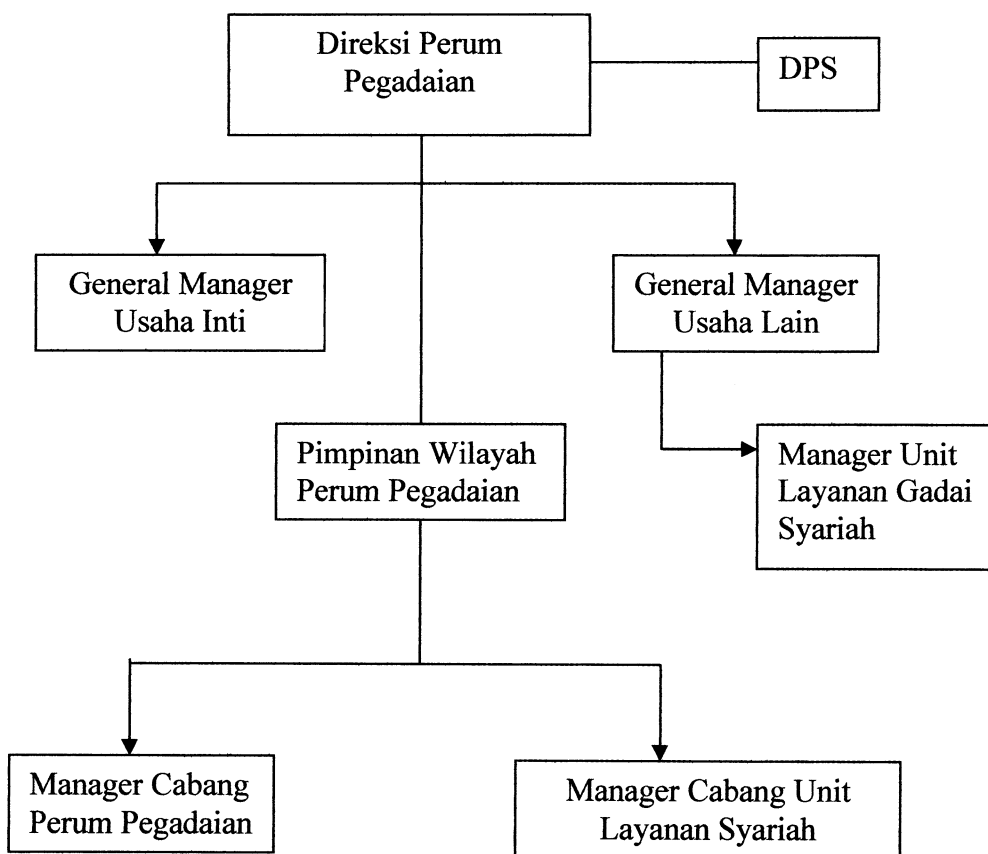 Direksi Perum
Pegadaian
DPS
General Manager
Usaha Inti
General Manager
Usaha Lain
Pimpinan Wilayah
Perum Pegadaian
Manager Unit
Layanan Gadai
Syariah
Manager Cabang
Perum Pegadaian
Manager Cabang Unit
Layanan Syariah